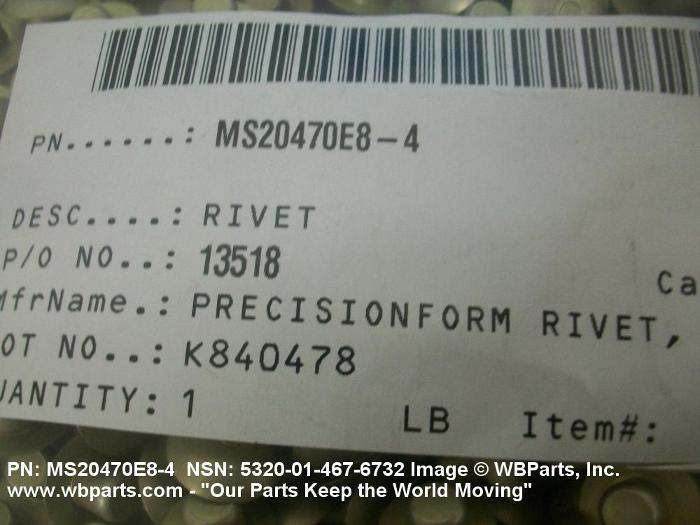 PN......: MS20470E8-4
DESC....: RIVET
P/O NO..: 13518
Ca
MfrName.: PRECISIONFORM RIVET,
OT NO..: K840478
UANTITY: 1 LB Item#:
PN: MS20470E8-4 NSN: 5320-01-467-6732 Image © WBParts, Inc.
www.wbparts.com - "Our Parts Keep the World Moving"